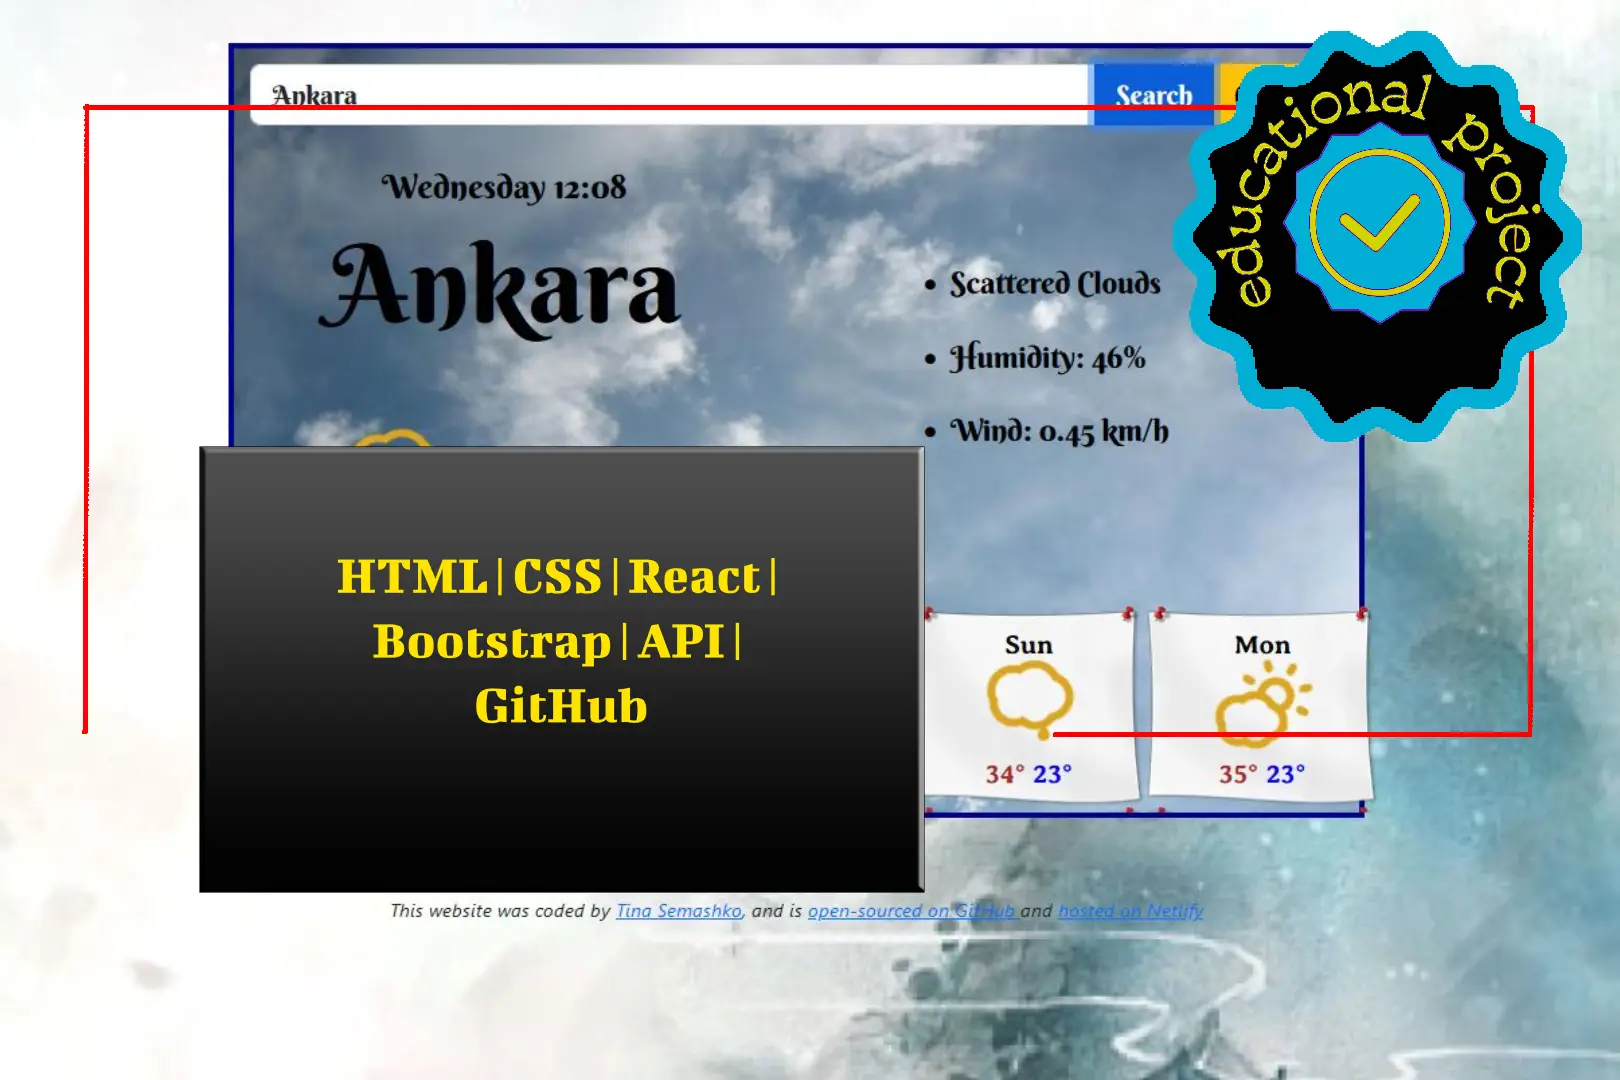 Ankara
Search
educational project
Wednesday 12:08
Ankara
• Scattered Clouds
• Humidity: 46%
• Wind: 0.45 km/h
HTML|CSS|React|
Bootstrap|API|
GitHub
Sun
34° 23°
Mon
35° 23°
This website was coded by Tina Semashko, and is open-sourced on GitHub and hosted on Netlify